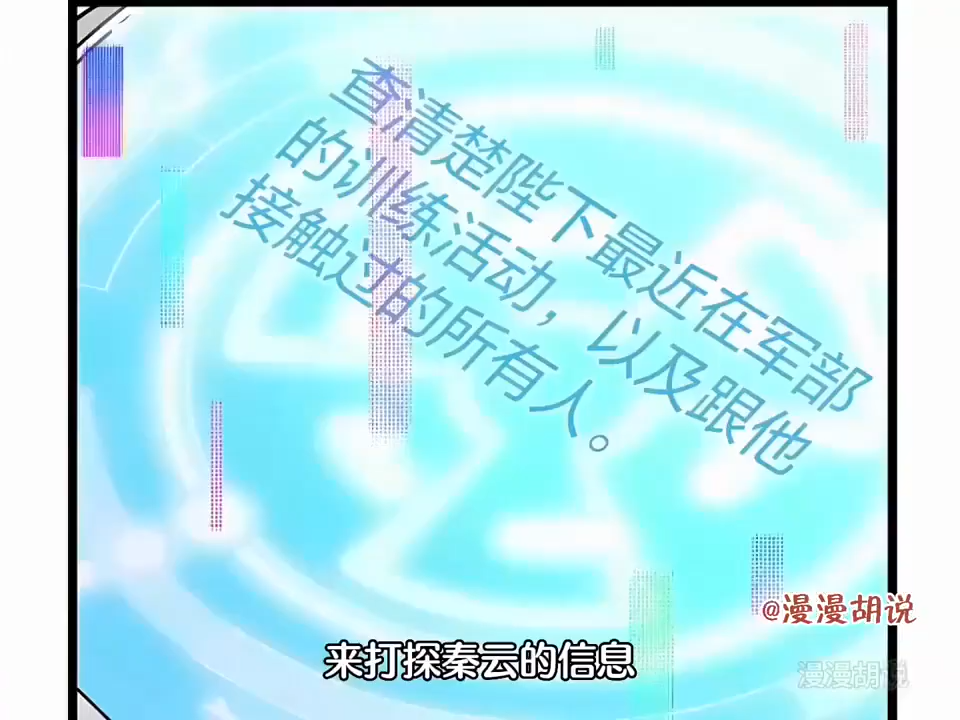 查清楚陛下最近在军部
的训练活动，以及跟他
接触过的所有人。
@漫漫胡说
来打探秦云的信息
漫漫胡说